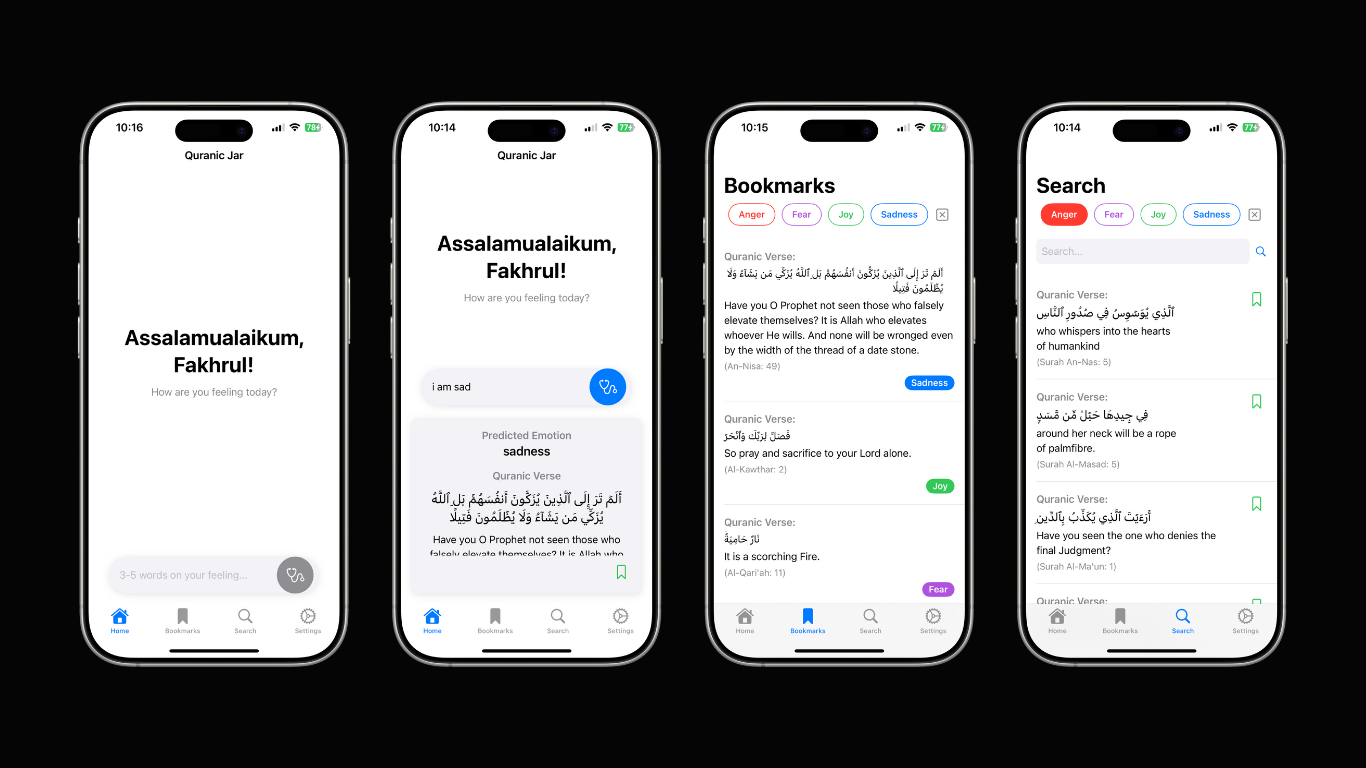 10:16
78
Quranic Jar
Assalamualaikum,
Fakhrul!
How are you feeling today?
3-5 words on your feeling...
Home
Bookmarks
Search
Settings
10:14
77
Quranic Jar
Assalamualaikum,
Fakhrul!
How are you feeling today?
i am sad
Predicted Emotion
sadness
Quranic Verse
أَلَمْ تَرَ إِلَى ٱلَّذِينَ يُزَكُّونَ أَنفُسَهُمْ بَلِ ٱللَّهُ
يُزَكِّي مَن يَشَآءُ وَلَا يُظْلَمُونَ فَتِيلًا
Have you O Prophet not seen those who
falsely elevate themselves? It is Allah who
Home
Bookmarks
Search
Settings
10:15
77
Bookmarks
Anger
Fear
Joy
Sadness
Quranic Verse:
أَلَمْ تَرَ إِلَى ٱلَّذِينَ يُزَكُّونَ أَنفُسَهُمْ بَلِ ٱللَّهُ يُزَكِّي مَن يَشَآءُ وَلَا
يُظْلَمُونَ فَتِيلًا
Have you O Prophet not seen those who falsely
elevate themselves? It is Allah who elevates
whoever He wills. And none will be wronged even
by the width of the thread of a date stone.
(An-Nisa: 49)
Sadness
Quranic Verse:
فَصَلِّ لِرَبِّكَ وَٱنْحَرْ
So pray and sacrifice to your Lord alone.
(Al-Kawthar: 2)
Joy
Quranic Verse:
نَارٌ حَامِيَةٌۢ
It is a scorching Fire.
(Al-Qari'ah: 11)
Fear
Home
Bookmarks
Search
Settings
10:14
77
Search
Anger
Fear
Joy
Sadness
Search...
Quranic Verse:
ٱلَّذِي يُوَسْوِسُ فِي صُدُورِ ٱلنَّاسِ
who whispers into the hearts
of humankind
(Surah An-Nas: 5)
Quranic Verse:
فِي جِيدِهَا حَبْلٌ مِّن مَّسَدٍۭ
around her neck will be a rope
of palmfibre.
(Surah Al-Masad: 5)
Quranic Verse:
أَرَءَيْتَ ٱلَّذِي يُكَذِّبُ بِٱلدِّينِ
Have you seen the one who denies the
final Judgment?
(Surah Al-Ma'un: 1)
Quranic Verse:
Home
Bookmarks
Search
Settings